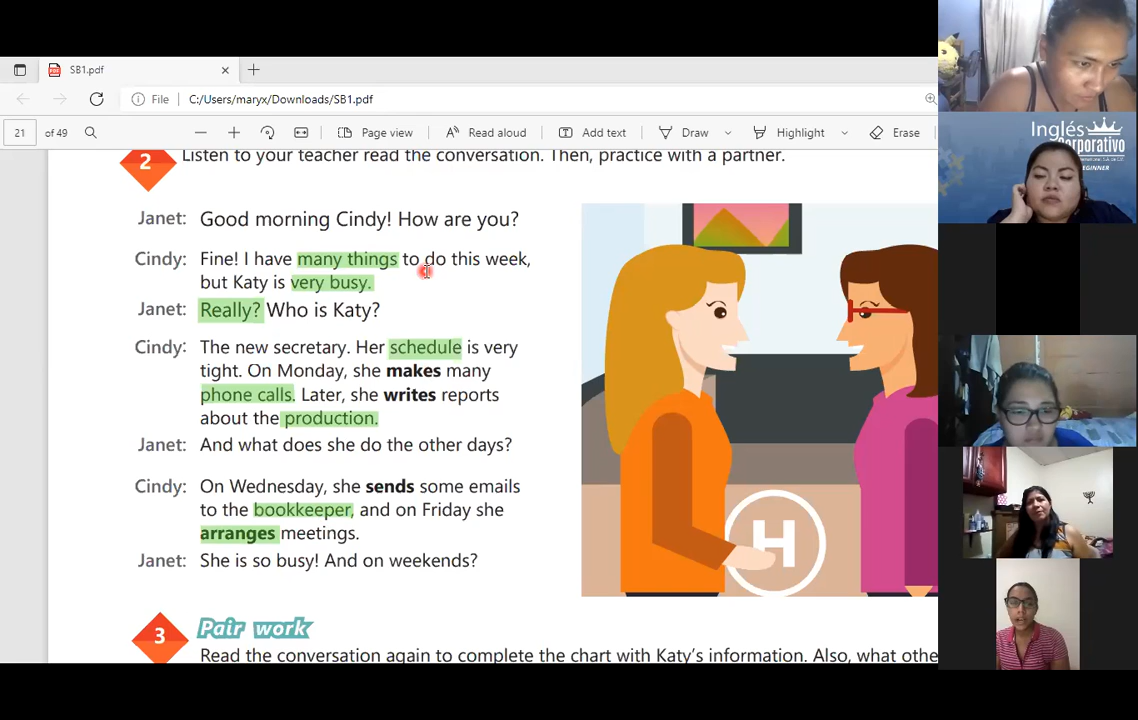 SB1.pdf
File
C:/Users/maryx/Downloads/SB1.pdf
21 of 49
Page view
Read aloud
Add text
Draw
Highlight
Erase
2 Listen to your teacher read the conversation. Then, practice with a partner.
Janet: Good morning Cindy! How are you?
Cindy: Fine! I have many things to do this week,
but Katy is very busy.
Janet: Really? Who is Katy?
Cindy: The new secretary. Her schedule is very
tight. On Monday, she makes many
phone calls. Later, she writes reports
about the production.
Janet: And what does she do the other days?
Cindy: On Wednesday, she sends some emails
to the bookkeeper, and on Friday she
arranges meetings.
Janet: She is so busy! And on weekends?
H
3 Pair work
Read the conversation again to complete the chart with Katy's information. Also, what othe
Inglés
Corporativo